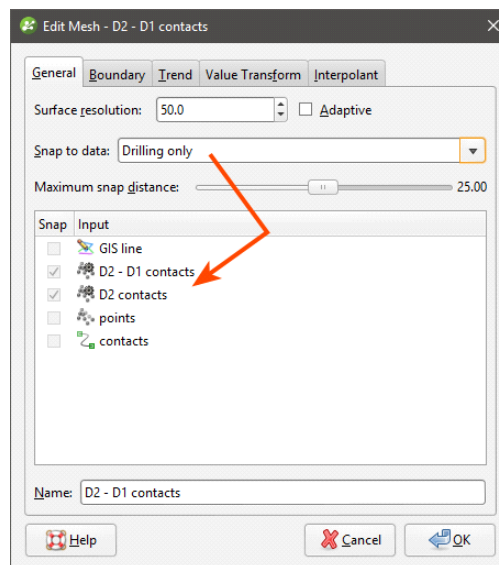 Edit Mesh - D2 - D1 contacts
General Boundary Trend Value Transform Interpolant
Surface resolution: 50.0 Adaptive
Snap to data: Drilling only
Maximum snap distance: 25.00
Snap Input
GIS line
D2 - D1 contacts
D2 contacts
points
contacts
Name: D2 - D1 contacts
Help Cancel OK